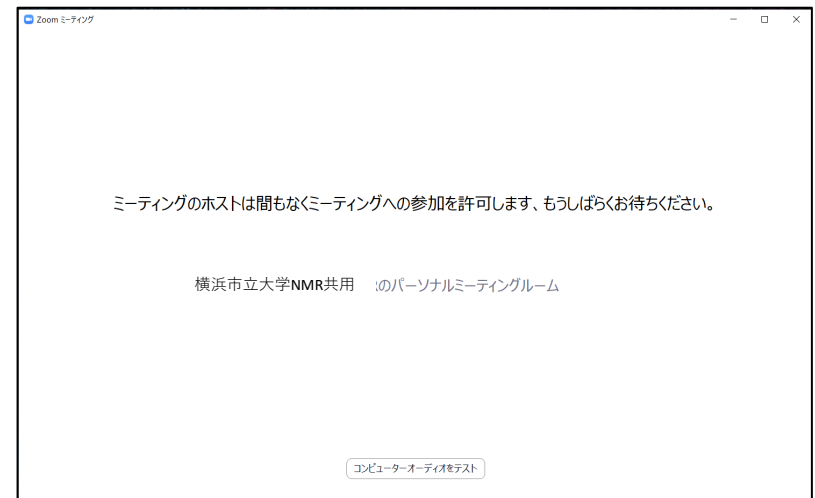 Zoom ミーティング
ミーティングのホストは間もなくミーティングへの参加を許可します、もうしばらくお待ちください。
横浜市立大学NMR共用 のパーソナルミーティングルーム
コンピューターオーディオをテスト